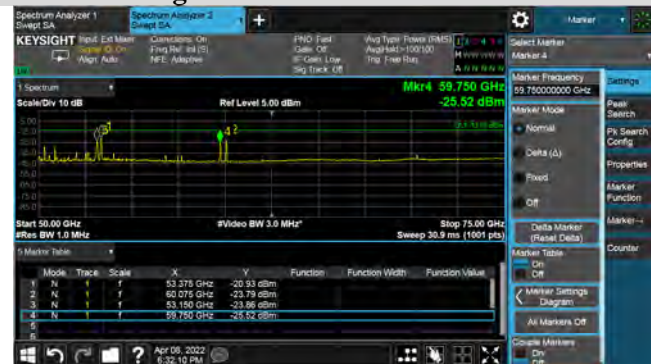 Spectrum Analyzer 1
Swept SA
Spectrum Analyzer 2
Swept SA
Marker
KEYSIGHT
Input: Ext Mixer
Align: Auto
Corrections: On
Freq Ref: Int (S)
NFE: Adaptive
PNO: Fast
Gate: Off
IF Gain: Low
Sig Track: Off
Avg Type: Power (RMS)
Avg|Hold:>100/100
Trig: Free Run
Select Marker
Marker 4
1 Spectrum
Scale/Div 10 dB
Ref Level 5.00 dBm
Mkr4 59.750 GHz
-25.52 dBm
Marker Frequency
59.750000000 GHz
Settings
Marker Mode
Normal
Delta (Δ)
Fixed
Off
Peak
Search
Pk Search
Config
Properties
Marker
Function
Marker→
Counter
Start 50.00 GHz
#Res BW 1.0 MHz
#Video BW 3.0 MHz*
Stop 75.00 GHz
Sweep 30.9 ms (1001 pts)
Delta Marker
(Reset Delta)
5 Marker Table
Marker Table
On
Off
Mode Trace Scale X Y Function Function Width Function Value
1 N 1 f 53.375 GHz -20.93 dBm
2 N 1 f 60.075 GHz -23.79 dBm
3 N 1 f 53.150 GHz -23.86 dBm
4 N 1 f 59.750 GHz -25.52 dBm
5
6
Marker Settings
Diagram
All Markers Off
Couple Markers
On
Off
Apr 06, 2022
6:32:10 PM